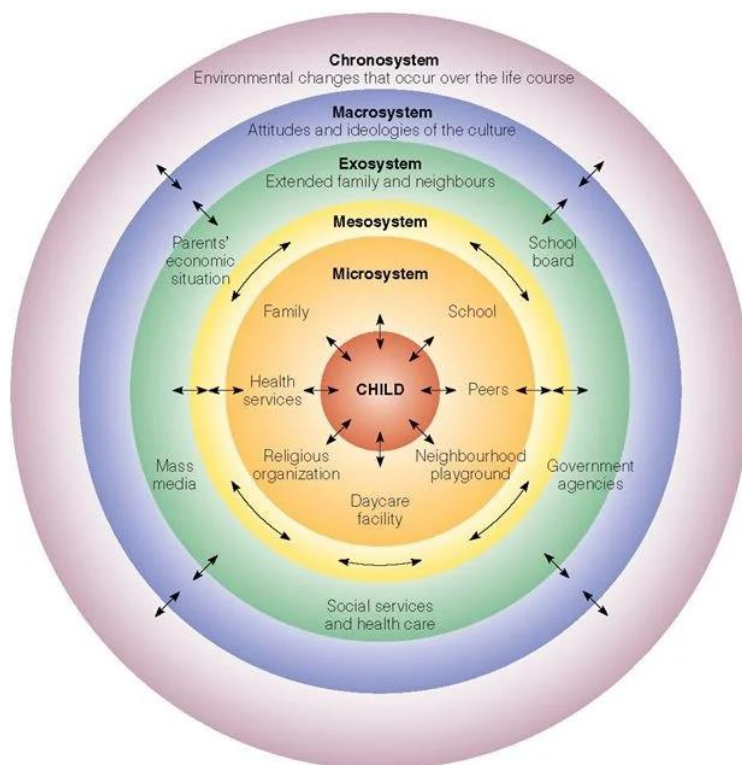 Chronosystem
Environmental changes that occur over the life course
Macrosystem
Attitudes and ideologies of the culture
Exosystem
Extended family and neighbours
Mesosystem
Parents'
economic
situation
School
board
Microsystem
Family
School
Health
services
CHILD
Peers
Religious
organization
Neighbourhood
playground
Mass
media
Government
agencies
Daycare
facility
Social services
and health care